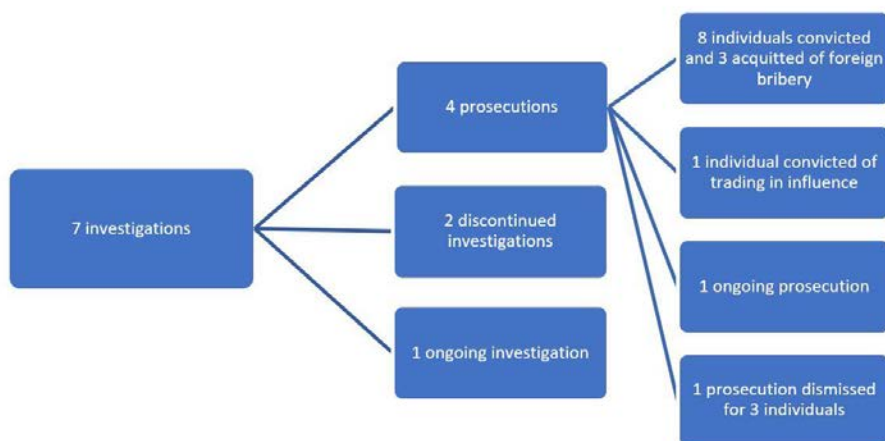 7 investigations
4 prosecutions
2 discontinued
investigations
1 ongoing investigation
8 individuals convicted
and 3 acquitted of foreign
bribery
1 individual convicted of
trading in influence
1 ongoing prosecution
1 prosecution dismissed
for 3 individuals